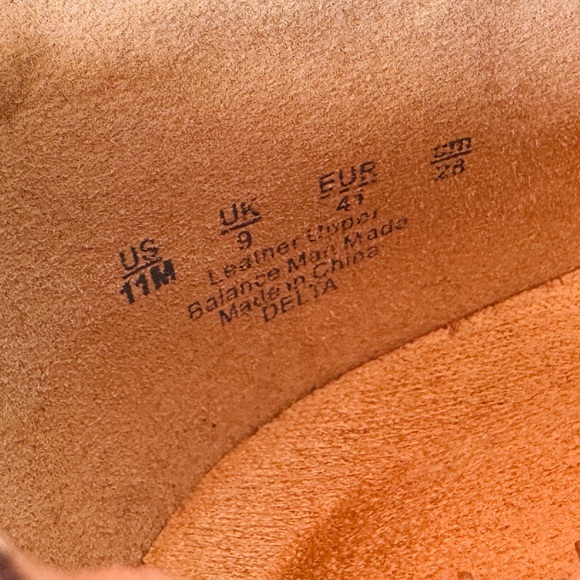 US UK EUR cm
11M 9 41 28
Leather Upper
Balance Man Made
Made in China
DELTA